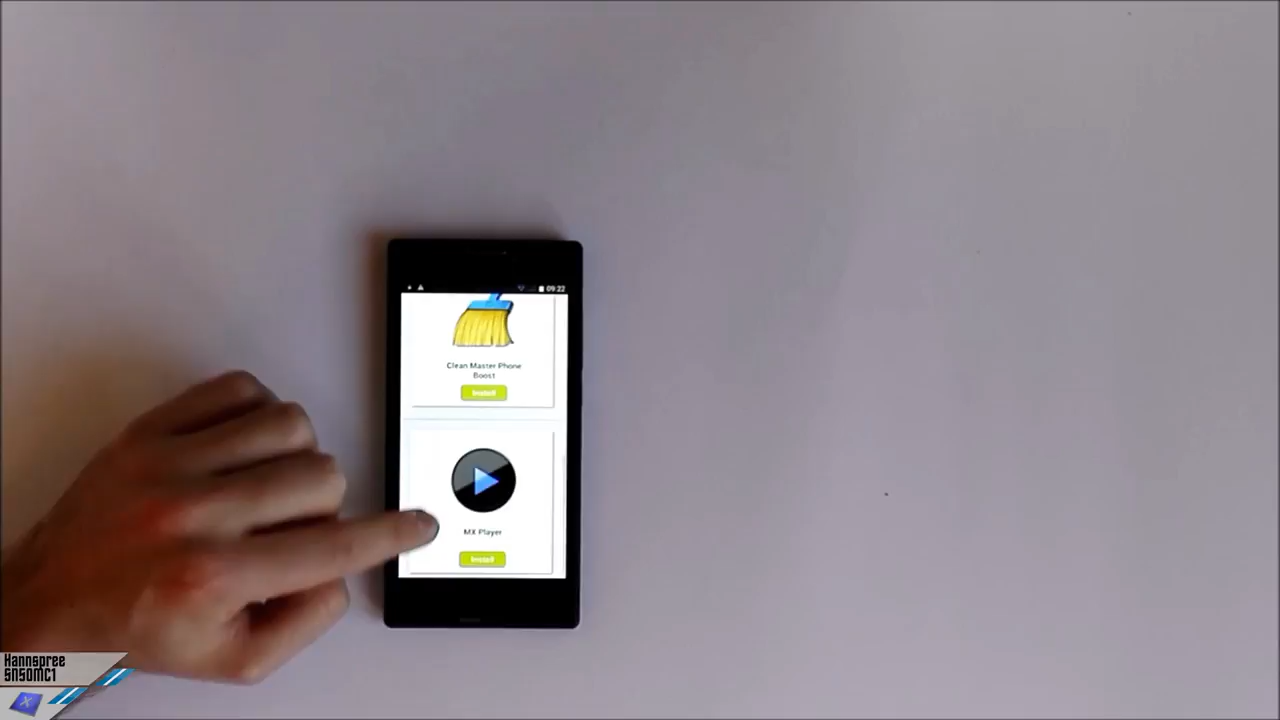 09:22
Clean Master Phone
Boost
Install
MX Player
Install
Hannspree
SN50MC1